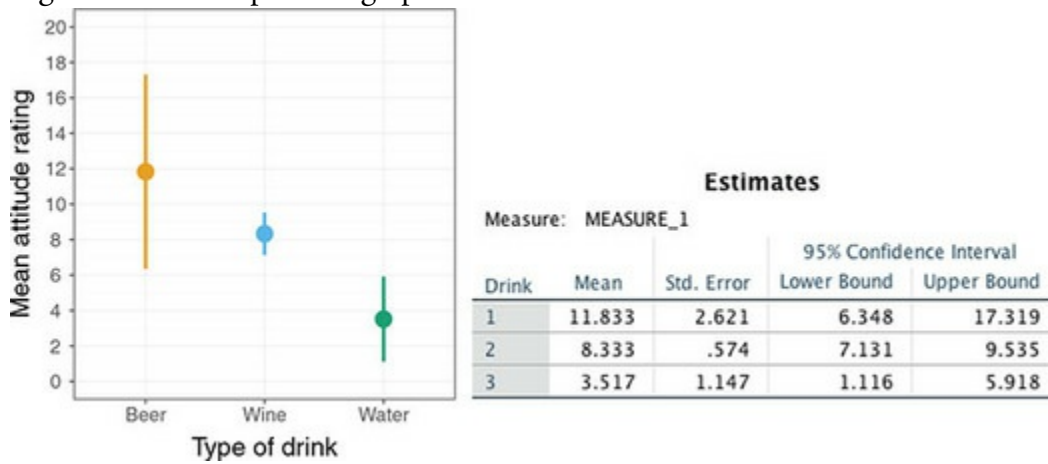 20
18
16
14
12
10
8
6
4
2
0
Mean attitude rating
Beer Wine Water
Type of drink
Estimates
Measure: MEASURE_1
95% Confidence Interval
Drink Mean Std. Error Lower Bound Upper Bound
1 11.833 2.621 6.348 17.319
2 8.333 .574 7.131 9.535
3 3.517 1.147 1.116 5.918